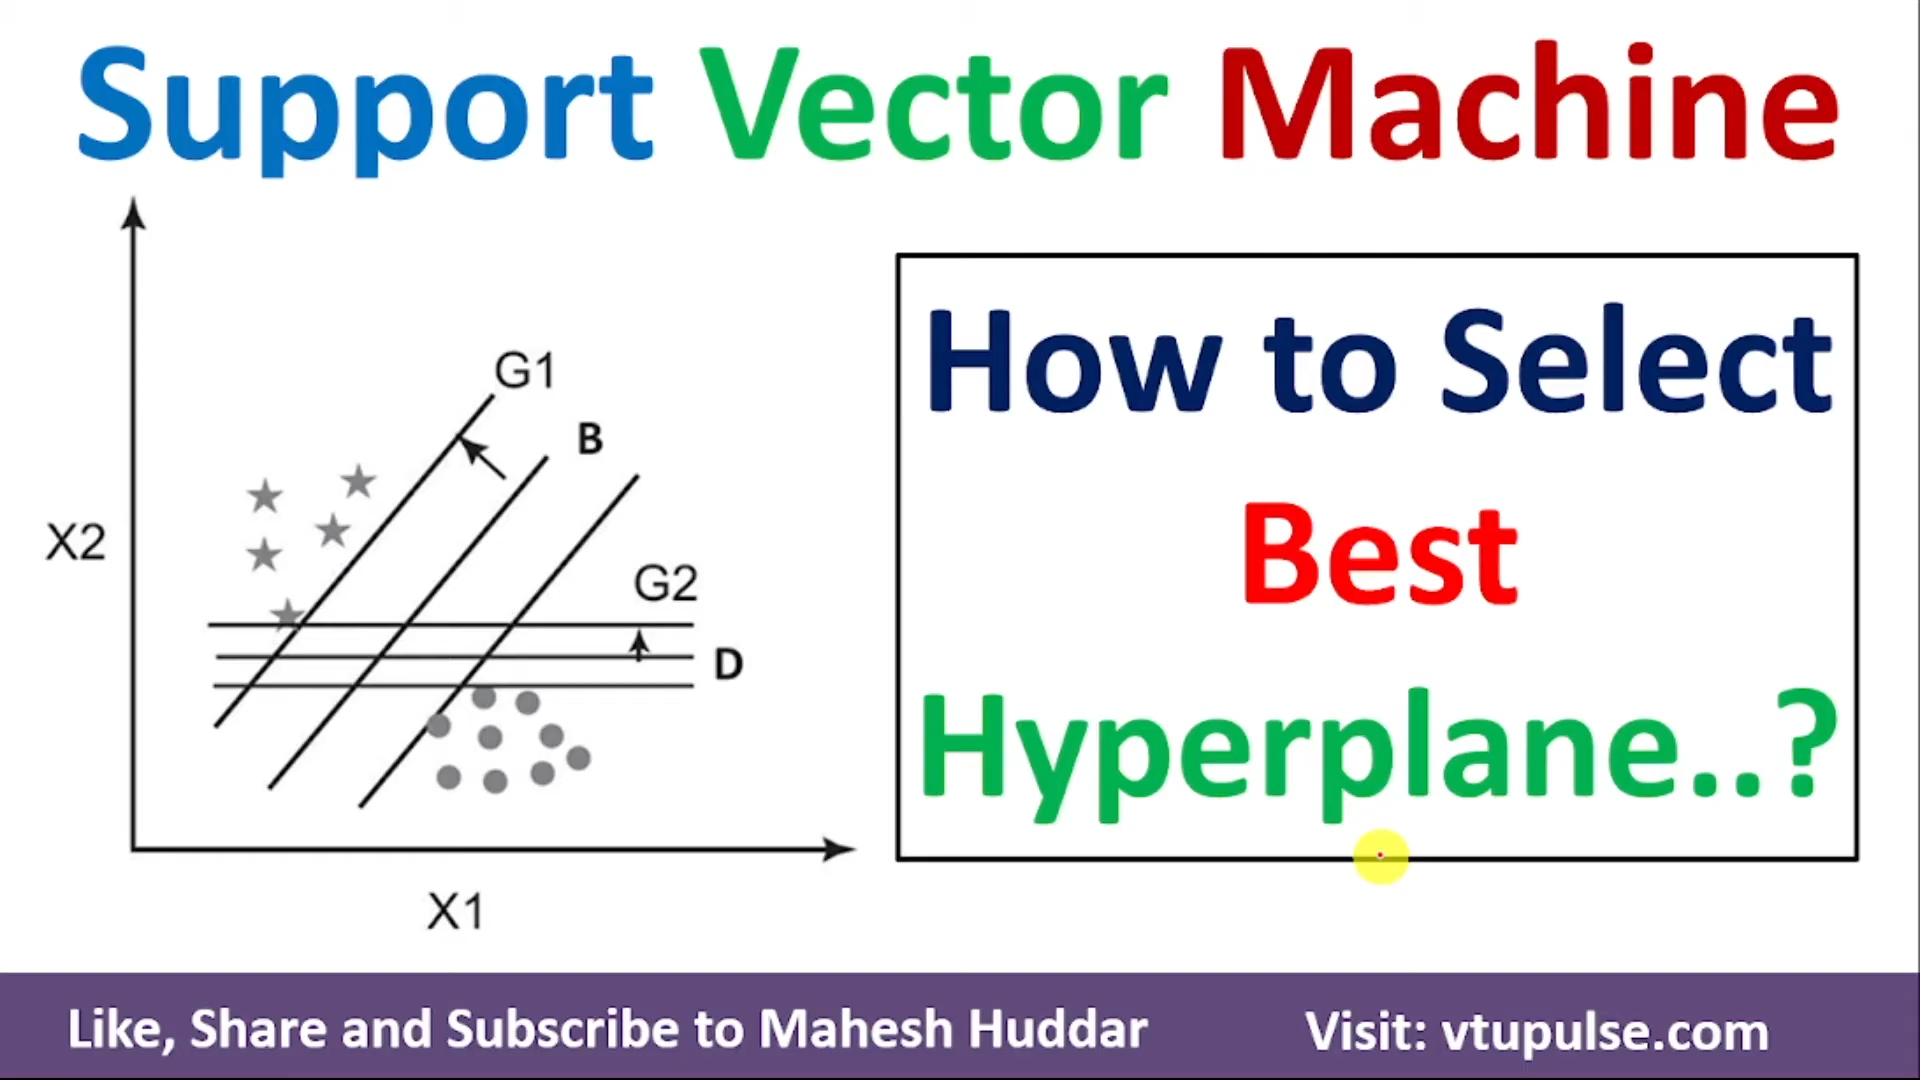 Support Vector Machine
G1
B
X2
G2
D
X1
How to Select
Best
Hyperplane..?
Like, Share and Subscribe to Mahesh Huddar
Visit: vtupulse.com